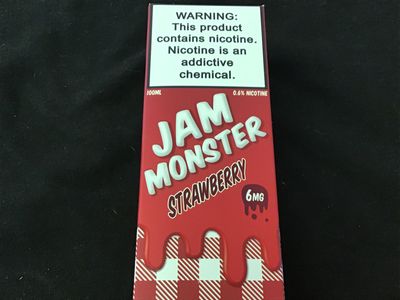 WARNING:
This product
contains nicotine.
Nicotine is an
addictive
chemical.
100ML 0.6% NICOTINE
JAM
MONSTER
STRAWBERRY
6MG